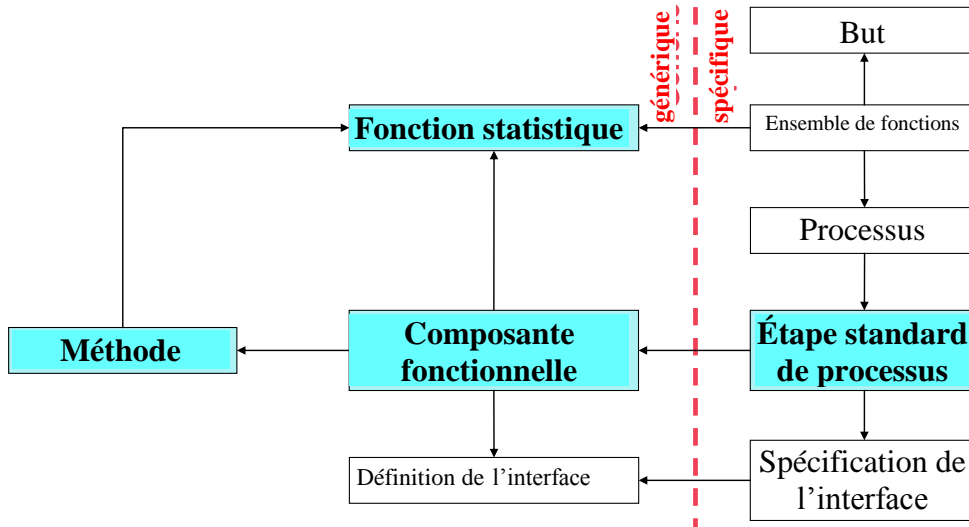 générique
spécifique
But
Fonction statistique
Ensemble de fonctions
Processus
Méthode
Composante
fonctionnelle
Étape standard
de processus
Définition de l’interface
Spécification de
l’interface